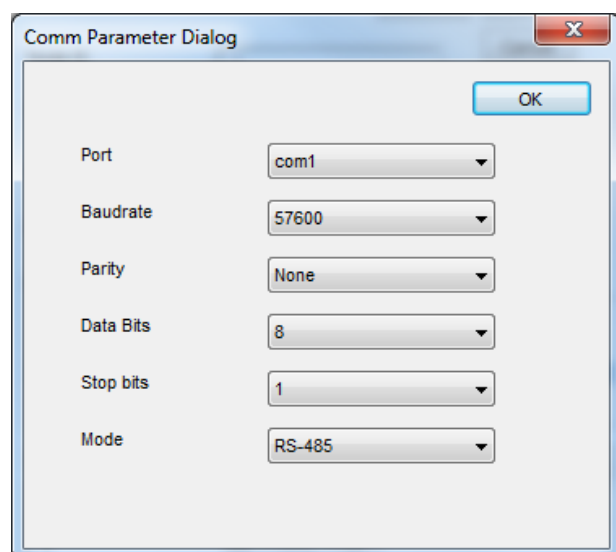 Comm Parameter Dialog
OK
Port com1
Baudrate 57600
Parity None
Data Bits 8
Stop bits 1
Mode RS-485